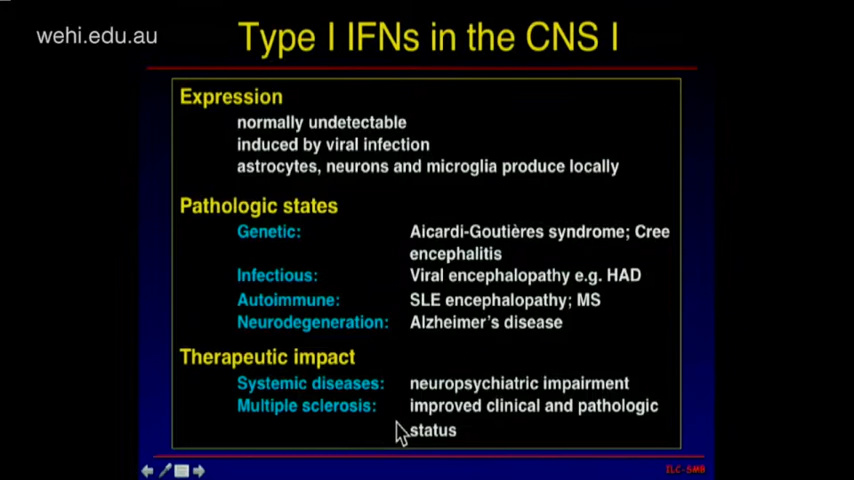 wehi.edu.au
Type I IFNs in the CNS I
Expression
normally undetectable
induced by viral infection
astrocytes, neurons and microglia produce locally
Pathologic states
Genetic: Aicardi-Goutières syndrome; Cree
encephalitis
Infectious: Viral encephalopathy e.g. HAD
Autoimmune: SLE encephalopathy; MS
Neurodegeneration: Alzheimer's disease
Therapeutic impact
Systemic diseases: neuropsychiatric impairment
Multiple sclerosis: improved clinical and pathologic
status
ILC-SMB